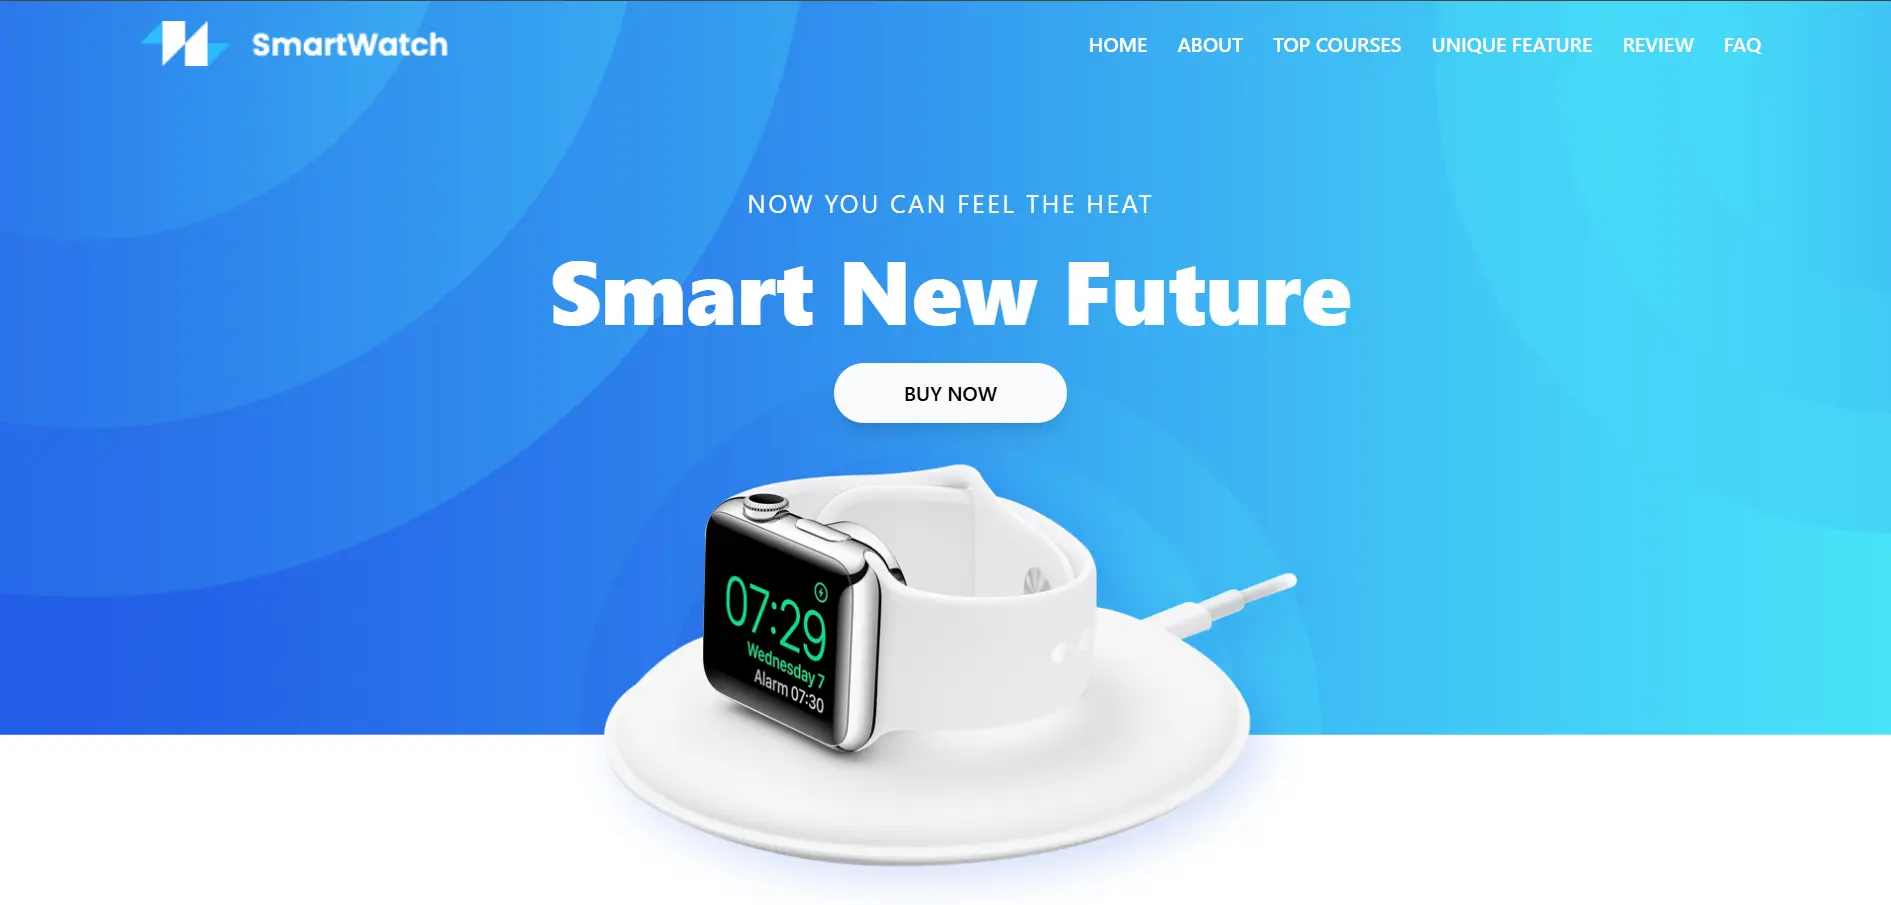 SmartWatch
HOME ABOUT TOP COURSES UNIQUE FEATURE REVIEW FAQ
NOW YOU CAN FEEL THE HEAT
Smart New Future
BUY NOW
07:29
Wednesday 7
Alarm 07:30